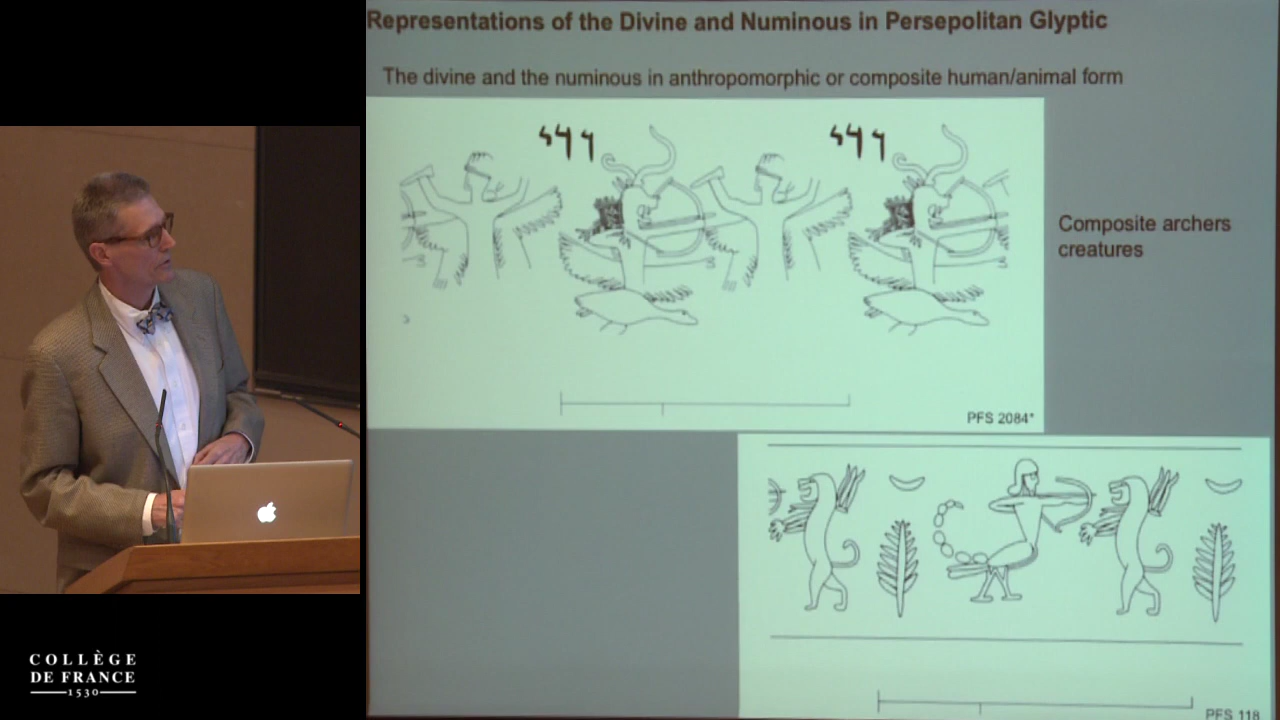 Representations of the Divine and Numinous in Persepolitan Glyptic
The divine and the numinous in anthropomorphic or composite human/animal form
Composite archers
creatures
PFS 2084*
PFS 118
COLLÈGE
DE FRANCE
1530